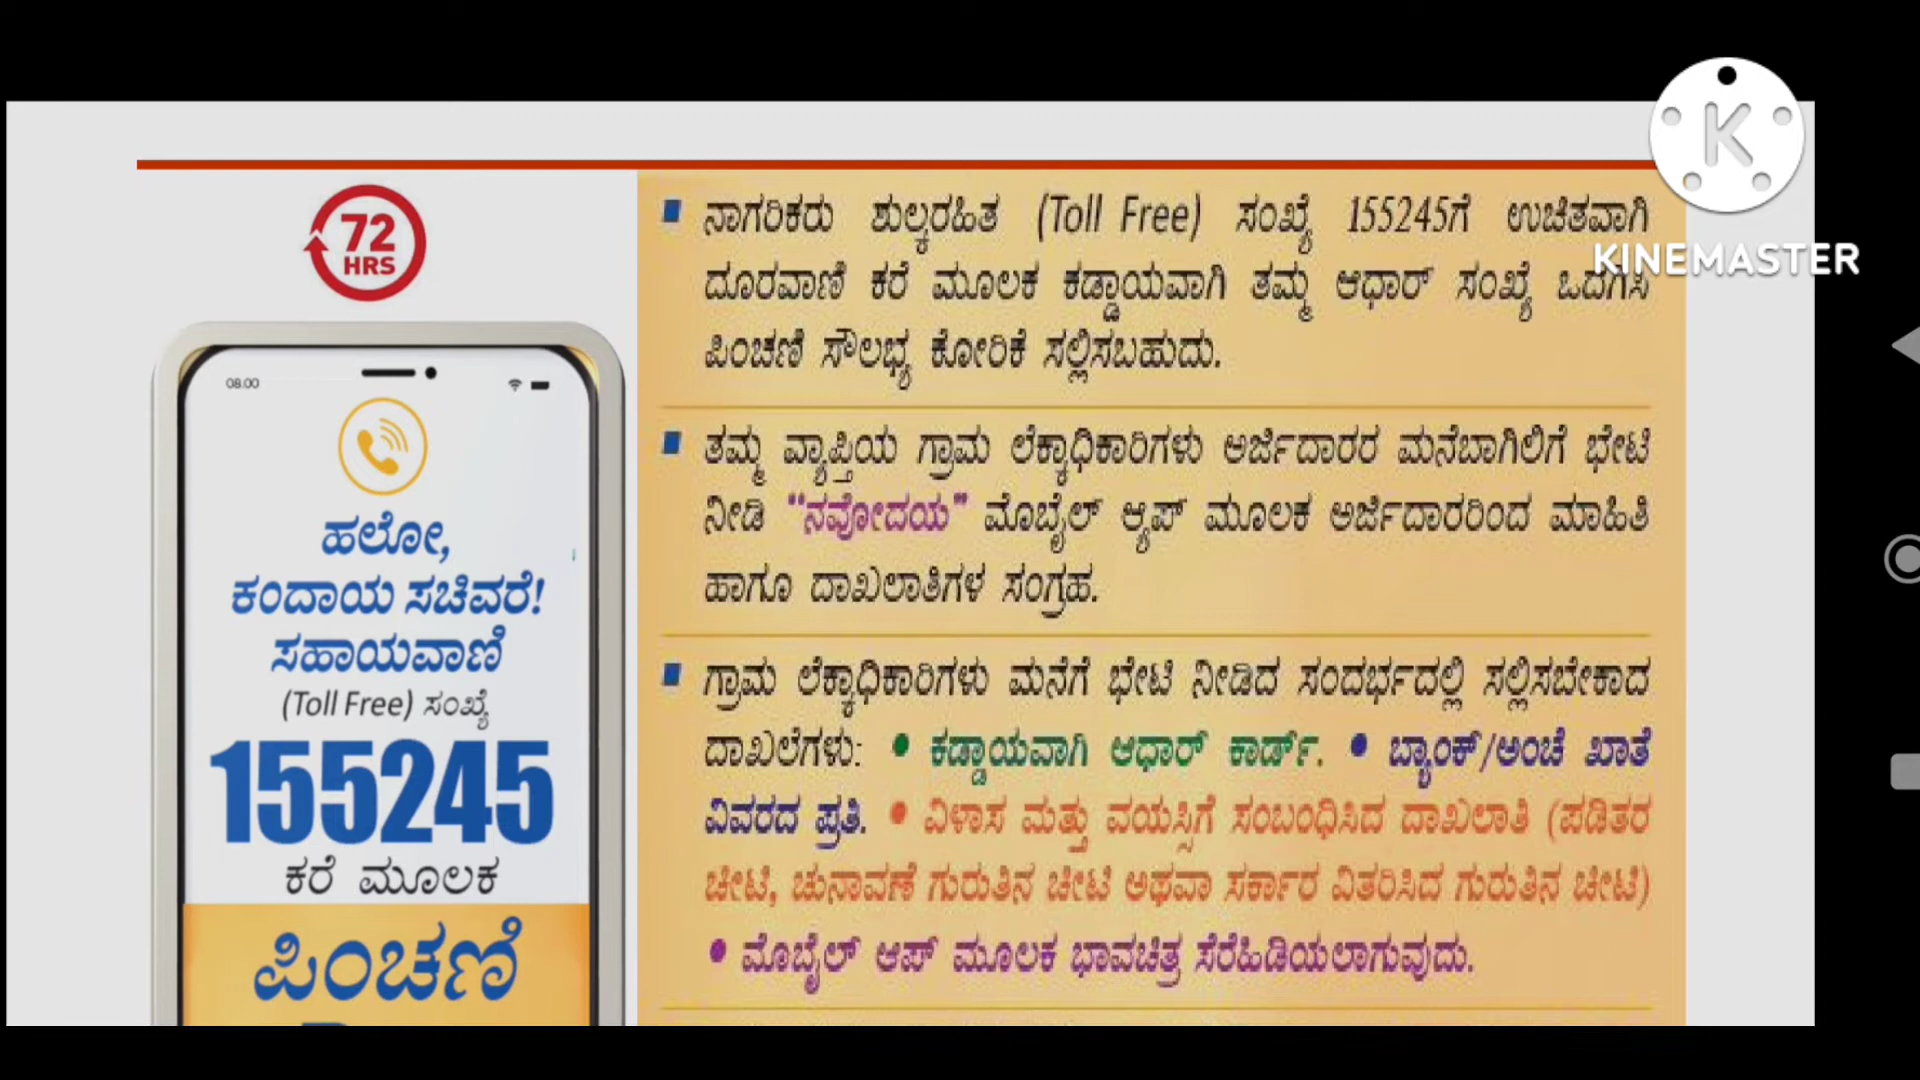 72
HRS
08.00
ಹಲೋ,
ಕಂದಾಯ ಸಚಿವರೆ!
ಸಹಾಯವಾಣಿ
(Toll Free) ಸಂಖ್ಯೆ
155245
ಕರೆ ಮೂಲಕ
ಪಿಂಚಣಿ
ನಾಗರಿಕರು ಶುಲ್ಕರಹಿತ (Toll Free) ಸಂಖ್ಯೆ 155245ಗೆ ಉಚಿತವಾಗಿ
ದೂರವಾಣಿ ಕರೆ ಮೂಲಕ ಕಡ್ಡಾಯವಾಗಿ ತಮ್ಮ ಆಧಾರ್ ಸಂಖ್ಯೆ ಒದಗಿಸಿ
ಪಿಂಚಣಿ ಸೌಲಭ್ಯ ಕೋರಿಕೆ ಸಲ್ಲಿಸಬಹುದು.
ತಮ್ಮ ವ್ಯಾಪ್ತಿಯ ಗ್ರಾಮ ಲೆಕ್ಕಾಧಿಕಾರಿಗಳು ಅರ್ಜಿದಾರರ ಮನೆಬಾಗಿಲಿಗೆ ಭೇಟಿ
ನೀಡಿ "ನವೋದಯ" ಮೊಬೈಲ್ ಆ್ಯಪ್ ಮೂಲಕ ಅರ್ಜಿದಾರರಿಂದ ಮಾಹಿತಿ
ಹಾಗೂ ದಾಖಲಾತಿಗಳ ಸಂಗ್ರಹ.
ಗ್ರಾಮ ಲೆಕ್ಕಾಧಿಕಾರಿಗಳು ಮನೆಗೆ ಭೇಟಿ ನೀಡಿದ ಸಂದರ್ಭದಲ್ಲಿ ಸಲ್ಲಿಸಬೇಕಾದ
ದಾಖಲೆಗಳು: • ಕಡ್ಡಾಯವಾಗಿ ಆಧಾರ್ ಕಾರ್ಡ್. • ಬ್ಯಾಂಕ್/ಅಂಚೆ ಖಾತೆ
ವಿವರದ ಪ್ರತಿ. • ವಿಳಾಸ ಮತ್ತು ವಯಸ್ಸಿಗೆ ಸಂಬಂಧಿಸಿದ ದಾಖಲಾತಿ (ಪಡಿತರ
ಚೀಟಿ, ಚುನಾವಣೆ ಗುರುತಿನ ಚೀಟಿ ಅಥವಾ ಸರ್ಕಾರ ವಿತರಿಸಿದ ಗುರುತಿನ ಚೀಟಿ)
• ಮೊಬೈಲ್ ಆಪ್ ಮೂಲಕ ಭಾವಚಿತ್ರ ಸೆರೆಹಿಡಿಯಲಾಗುವುದು.
K
KINEMASTER